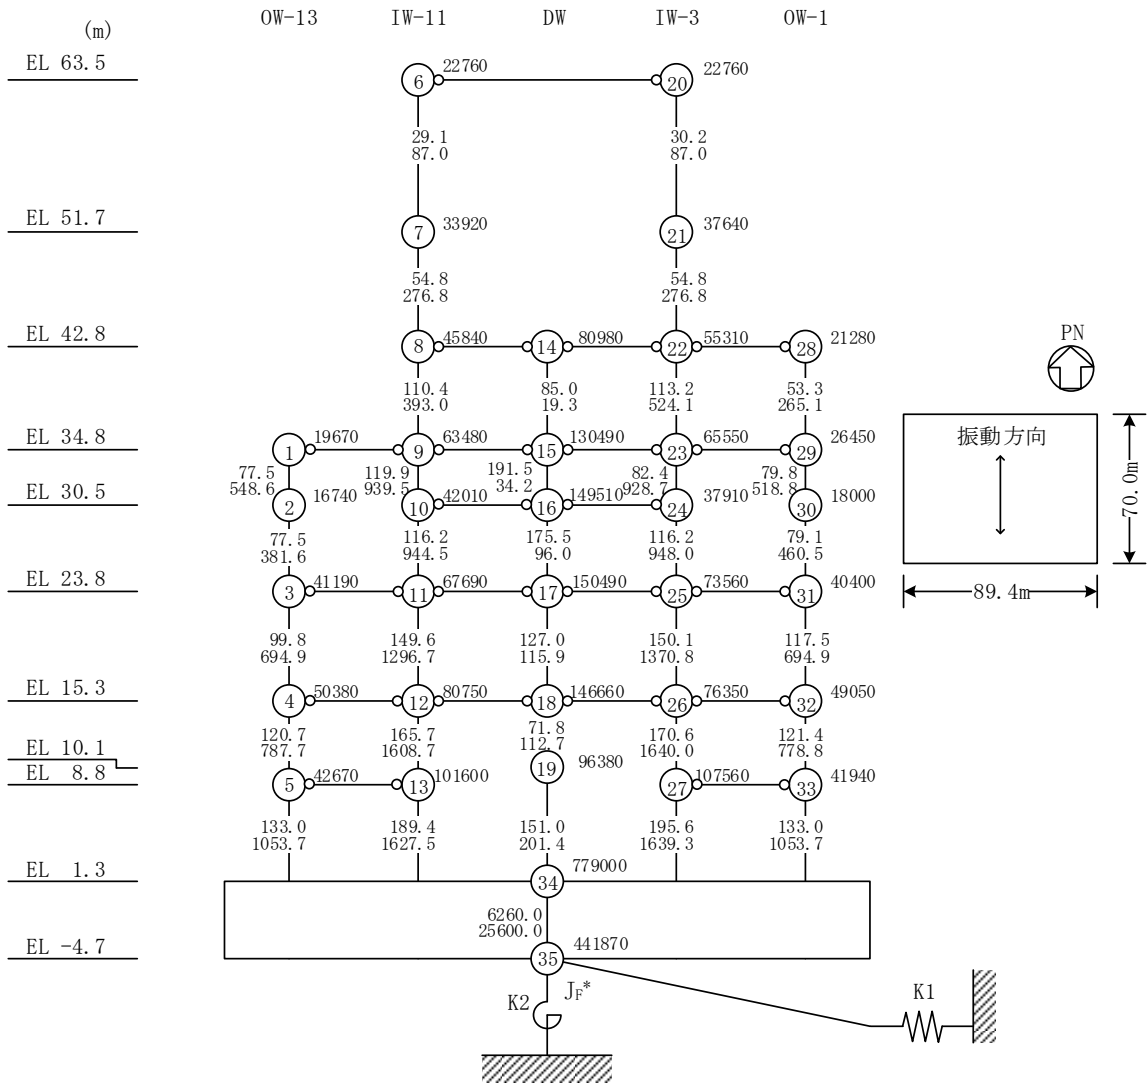 OW-13 IW-11 DW IW-3 OW-1
(m)
EL 63.5
6 22760 20 22760
29.1 30.2
87.0 87.0
EL 51.7
7 33920 21 37640
54.8 54.8
276.8 276.8
EL 42.8
8 45840 14 80980 22 55310 28 21280
PN
110.4 85.0 113.2 53.3
393.0 19.3 524.1 265.1
EL 34.8
1 19670 9 63480 15 130490 23 65550 29 26450
振動方向
77.5 119.9 191.5 82.4 79.8
548.6 939.5 34.2 928.7 518.8
EL 30.5
2 16740 10 42010 16 149510 24 37910 30 18000
70.0m
77.5 116.2 175.5 116.2 79.1
381.6 944.5 96.0 948.0 460.5
EL 23.8
3 41190 11 67690 17 150490 25 73560 31 40400
89.4m
99.8 149.6 127.0 150.1 117.5
694.9 1296.7 115.9 1370.8 694.9
EL 15.3
4 50380 12 80750 18 146660 26 76350 32 49050
120.7 165.7 71.8 170.6 121.4
787.7 1608.7 112.7 1640.0 778.8
EL 10.1
19 96380
EL 8.8
5 42670 13 101600 27 107560 33 41940
133.0 189.4 151.0 195.6 133.0
1053.7 1627.5 201.4 1639.3 1053.7
EL 1.3
34 779000
6260.0
25600.0
EL -4.7
35 441870
K2 JF* K1